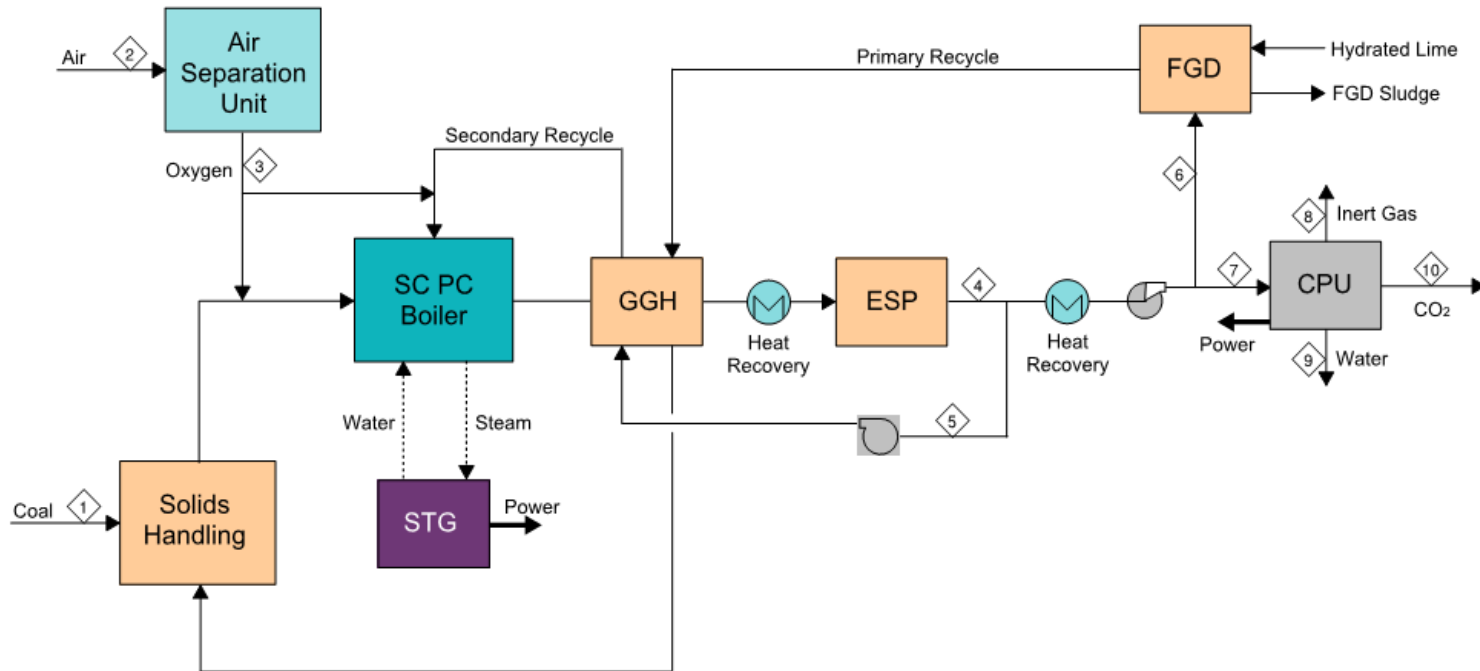 Air
2
Air
Separation
Unit
Oxygen
3
Secondary Recycle
Primary Recycle
FGD
Hydrated Lime
FGD Sludge
6
SC PC
Boiler
GGH
Heat
Recovery
ESP
4
Heat
Recovery
7
8
Inert Gas
CPU
10
CO₂
Power
9
Water
5
Water
Steam
STG
Power
Coal
1
Solids
Handling